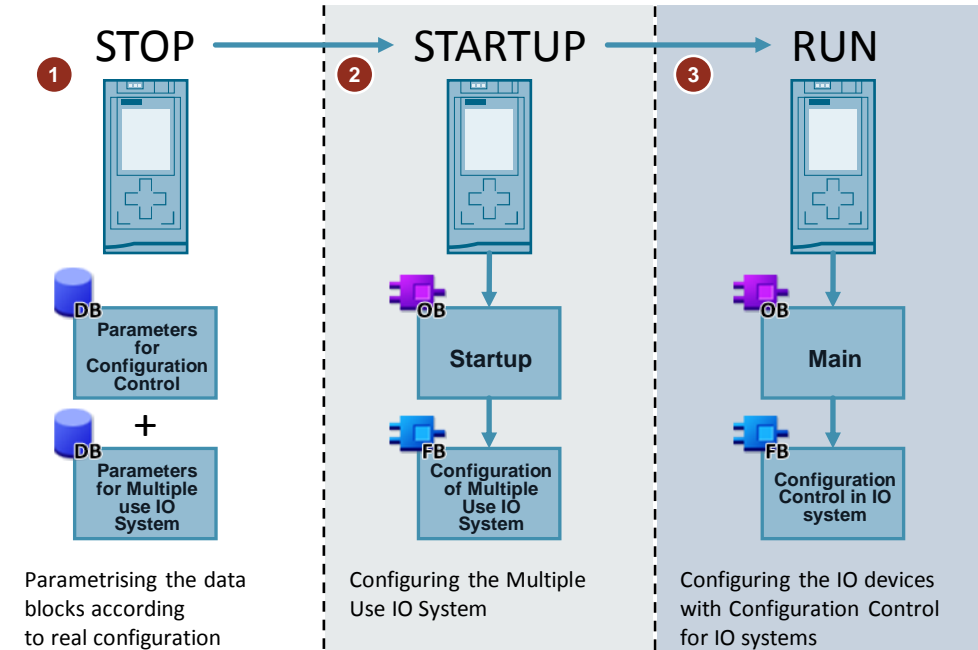 STOP
STARTUP
RUN
1
2
3
DB
Parameters
for
Configuration
Control
+
DB
Parameters
for Multiple
use IO
System
Parametrising the data
blocks according
to real configuration
OB
Startup
FB
Configuration
of Multiple
Use IO
System
Configuring the Multiple
Use IO System
OB
Main
FB
Configuration
Control in IO
system
Configuring the IO devices
with Configuration Control
for IO systems